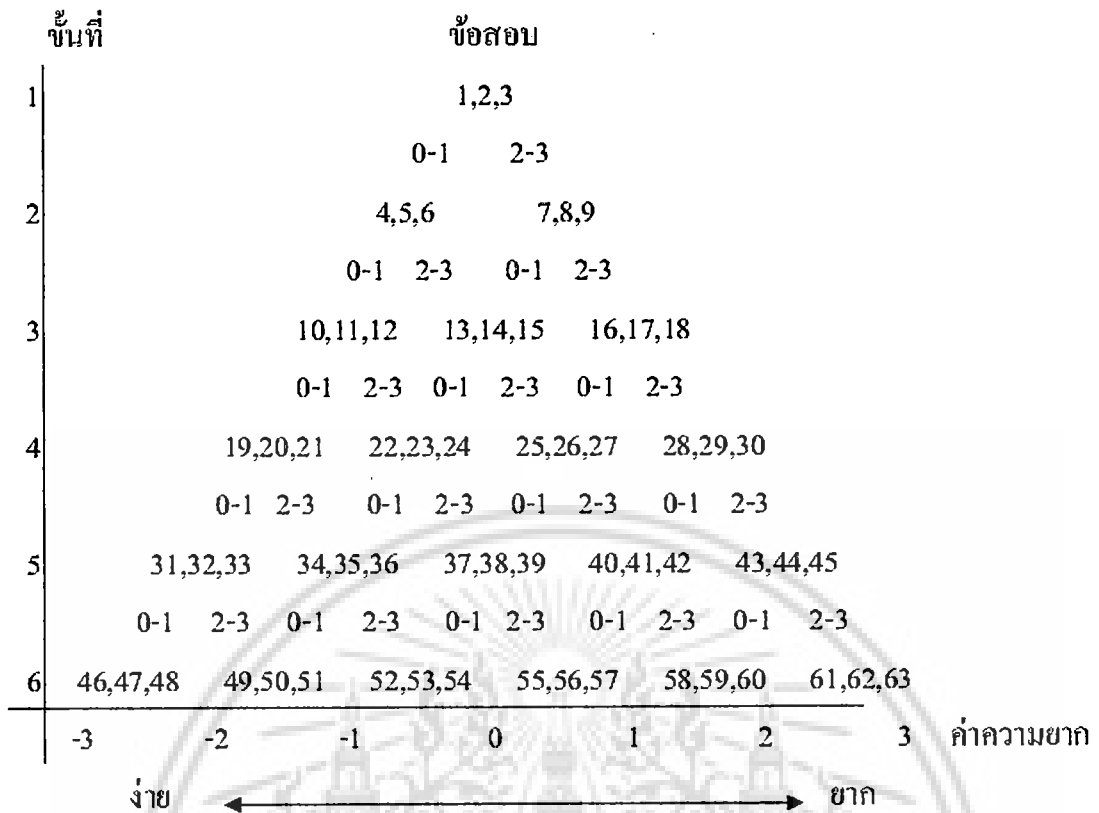 ขั้นที่ ข้อสอบ
1 1,2,3
0-1 2-3
2 4,5,6 7,8,9
0-1 2-3 0-1 2-3
3 10,11,12 13,14,15 16,17,18
0-1 2-3 0-1 2-3 0-1 2-3
4 19,20,21 22,23,24 25,26,27 28,29,30
0-1 2-3 0-1 2-3 0-1 2-3 0-1 2-3
5 31,32,33 34,35,36 37,38,39 40,41,42 43,44,45
0-1 2-3 0-1 2-3 0-1 2-3 0-1 2-3 0-1 2-3
6 46,47,48 49,50,51 52,53,54 55,56,57 58,59,60 61,62,63
-3 -2 -1 0 1 2 3 ค่าความยาก
ง่าย ยาก